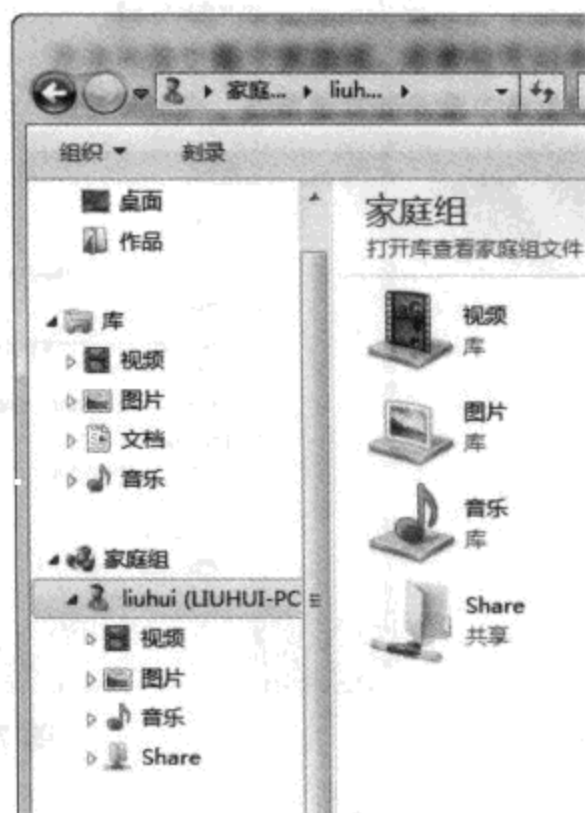 家庭... liuh...
组织 刻录
桌面
作品
库
视频
图片
文档
音乐
家庭组
liuhui (LIUHUI-PC
视频
图片
音乐
Share
家庭组
打开库查看家庭组文件
视频
库
图片
库
音乐
库
Share
共享